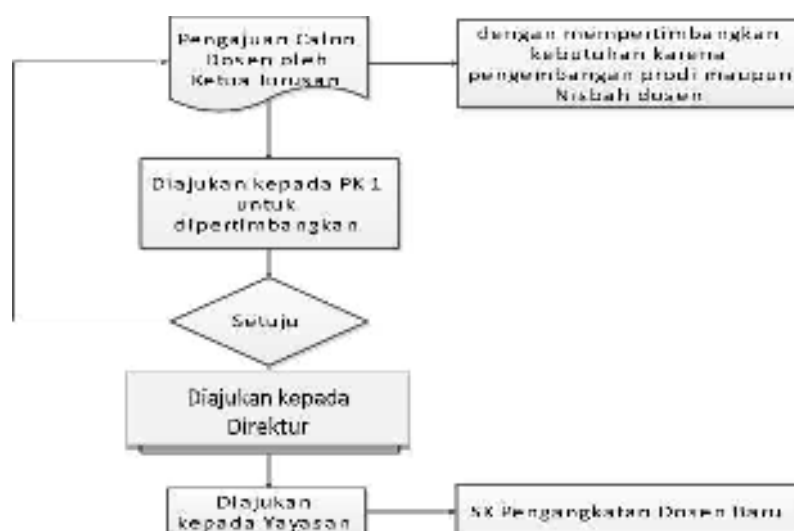 Pengajuan Calon
Dosen oleh
Ketua Jurusan
dengan mempertimbangkan
kebutuhan karena
pengembangan prodi maupun
Nisbah dosen
Diajukan kepada PK 1
untuk
dipertimbangkan
Setuju
Diajukan kepada
Direktur
Diajukan
kepada Yayasan
SK Pengangkatan Dosen Baru